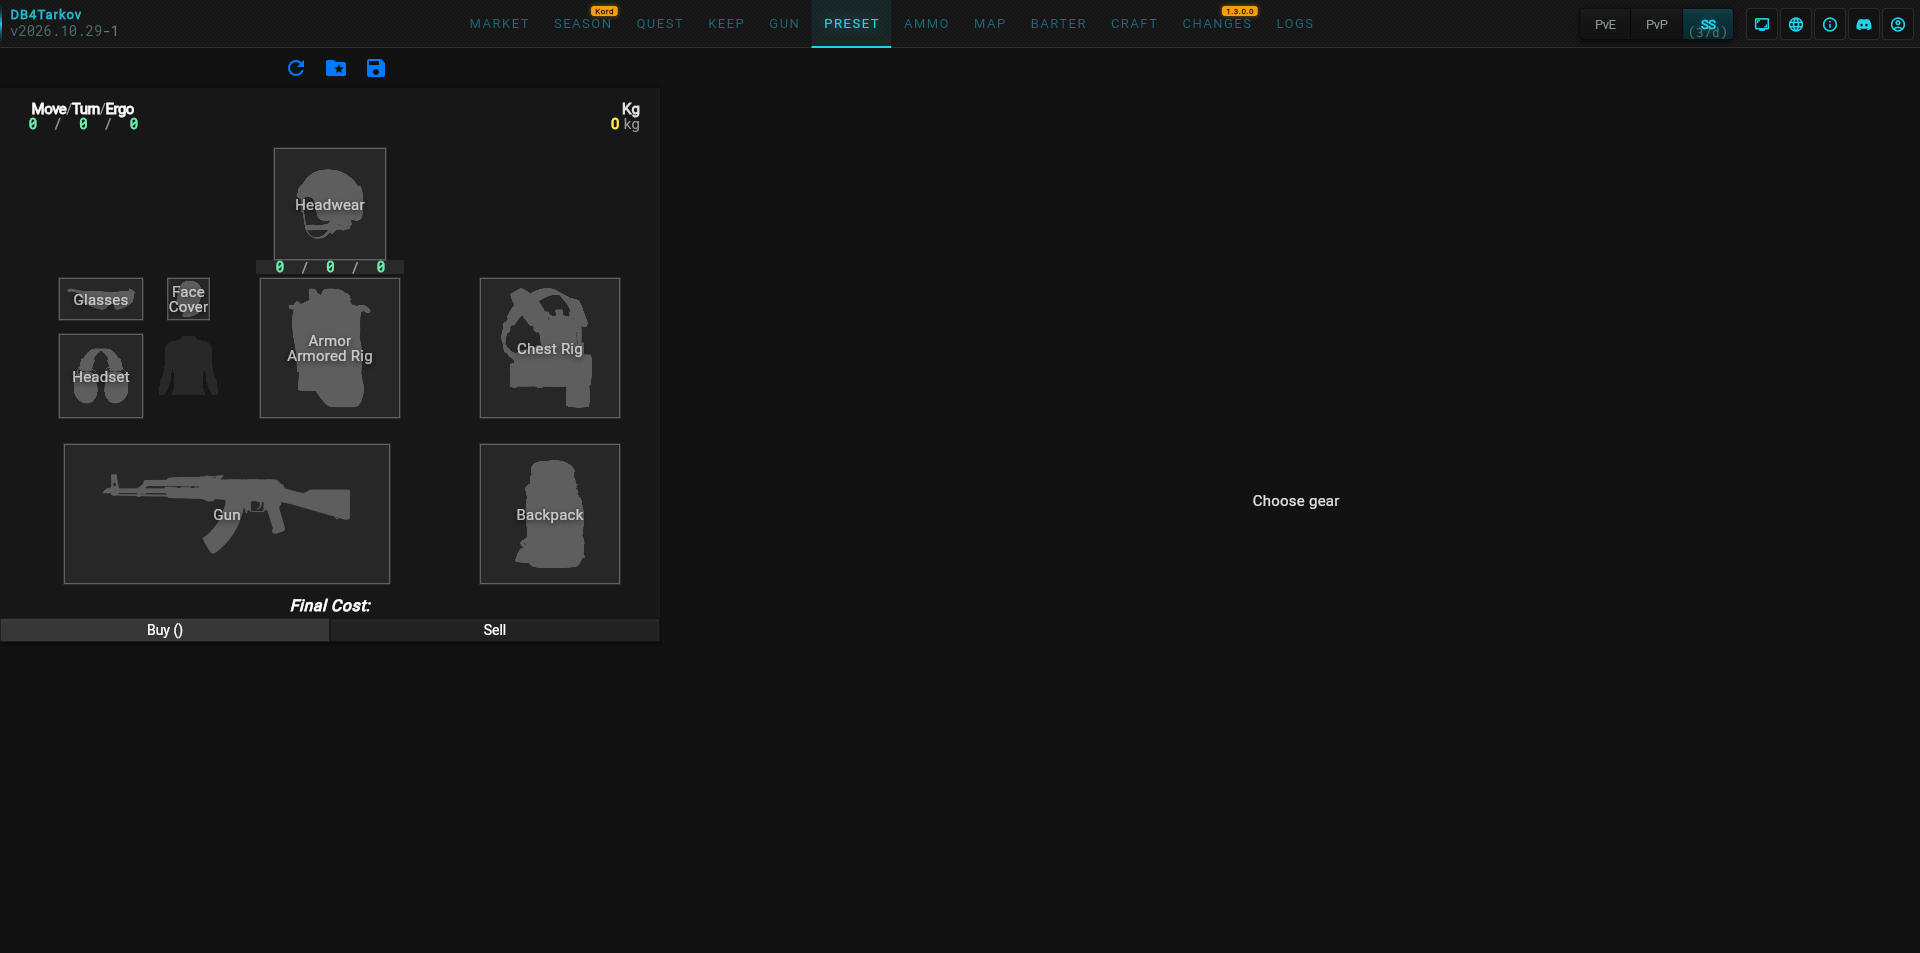 DB4Tarkov
v2026.10.29-1
MARKET
SEASON
Kord
QUEST
KEEP
GUN
PRESET
AMMO
MAP
BARTER
CRAFT
CHANGES
1.3.0.0
LOGS
PvE
PvP
SS
(37d)
Move/Turn/Ergo
0 / 0 / 0
Kg
0 kg
Headwear
0 / 0 / 0
Glasses
Face
Cover
Headset
Armor
Armored Rig
Chest Rig
Gun
Backpack
Choose gear
Final Cost:
Buy ()
Sell